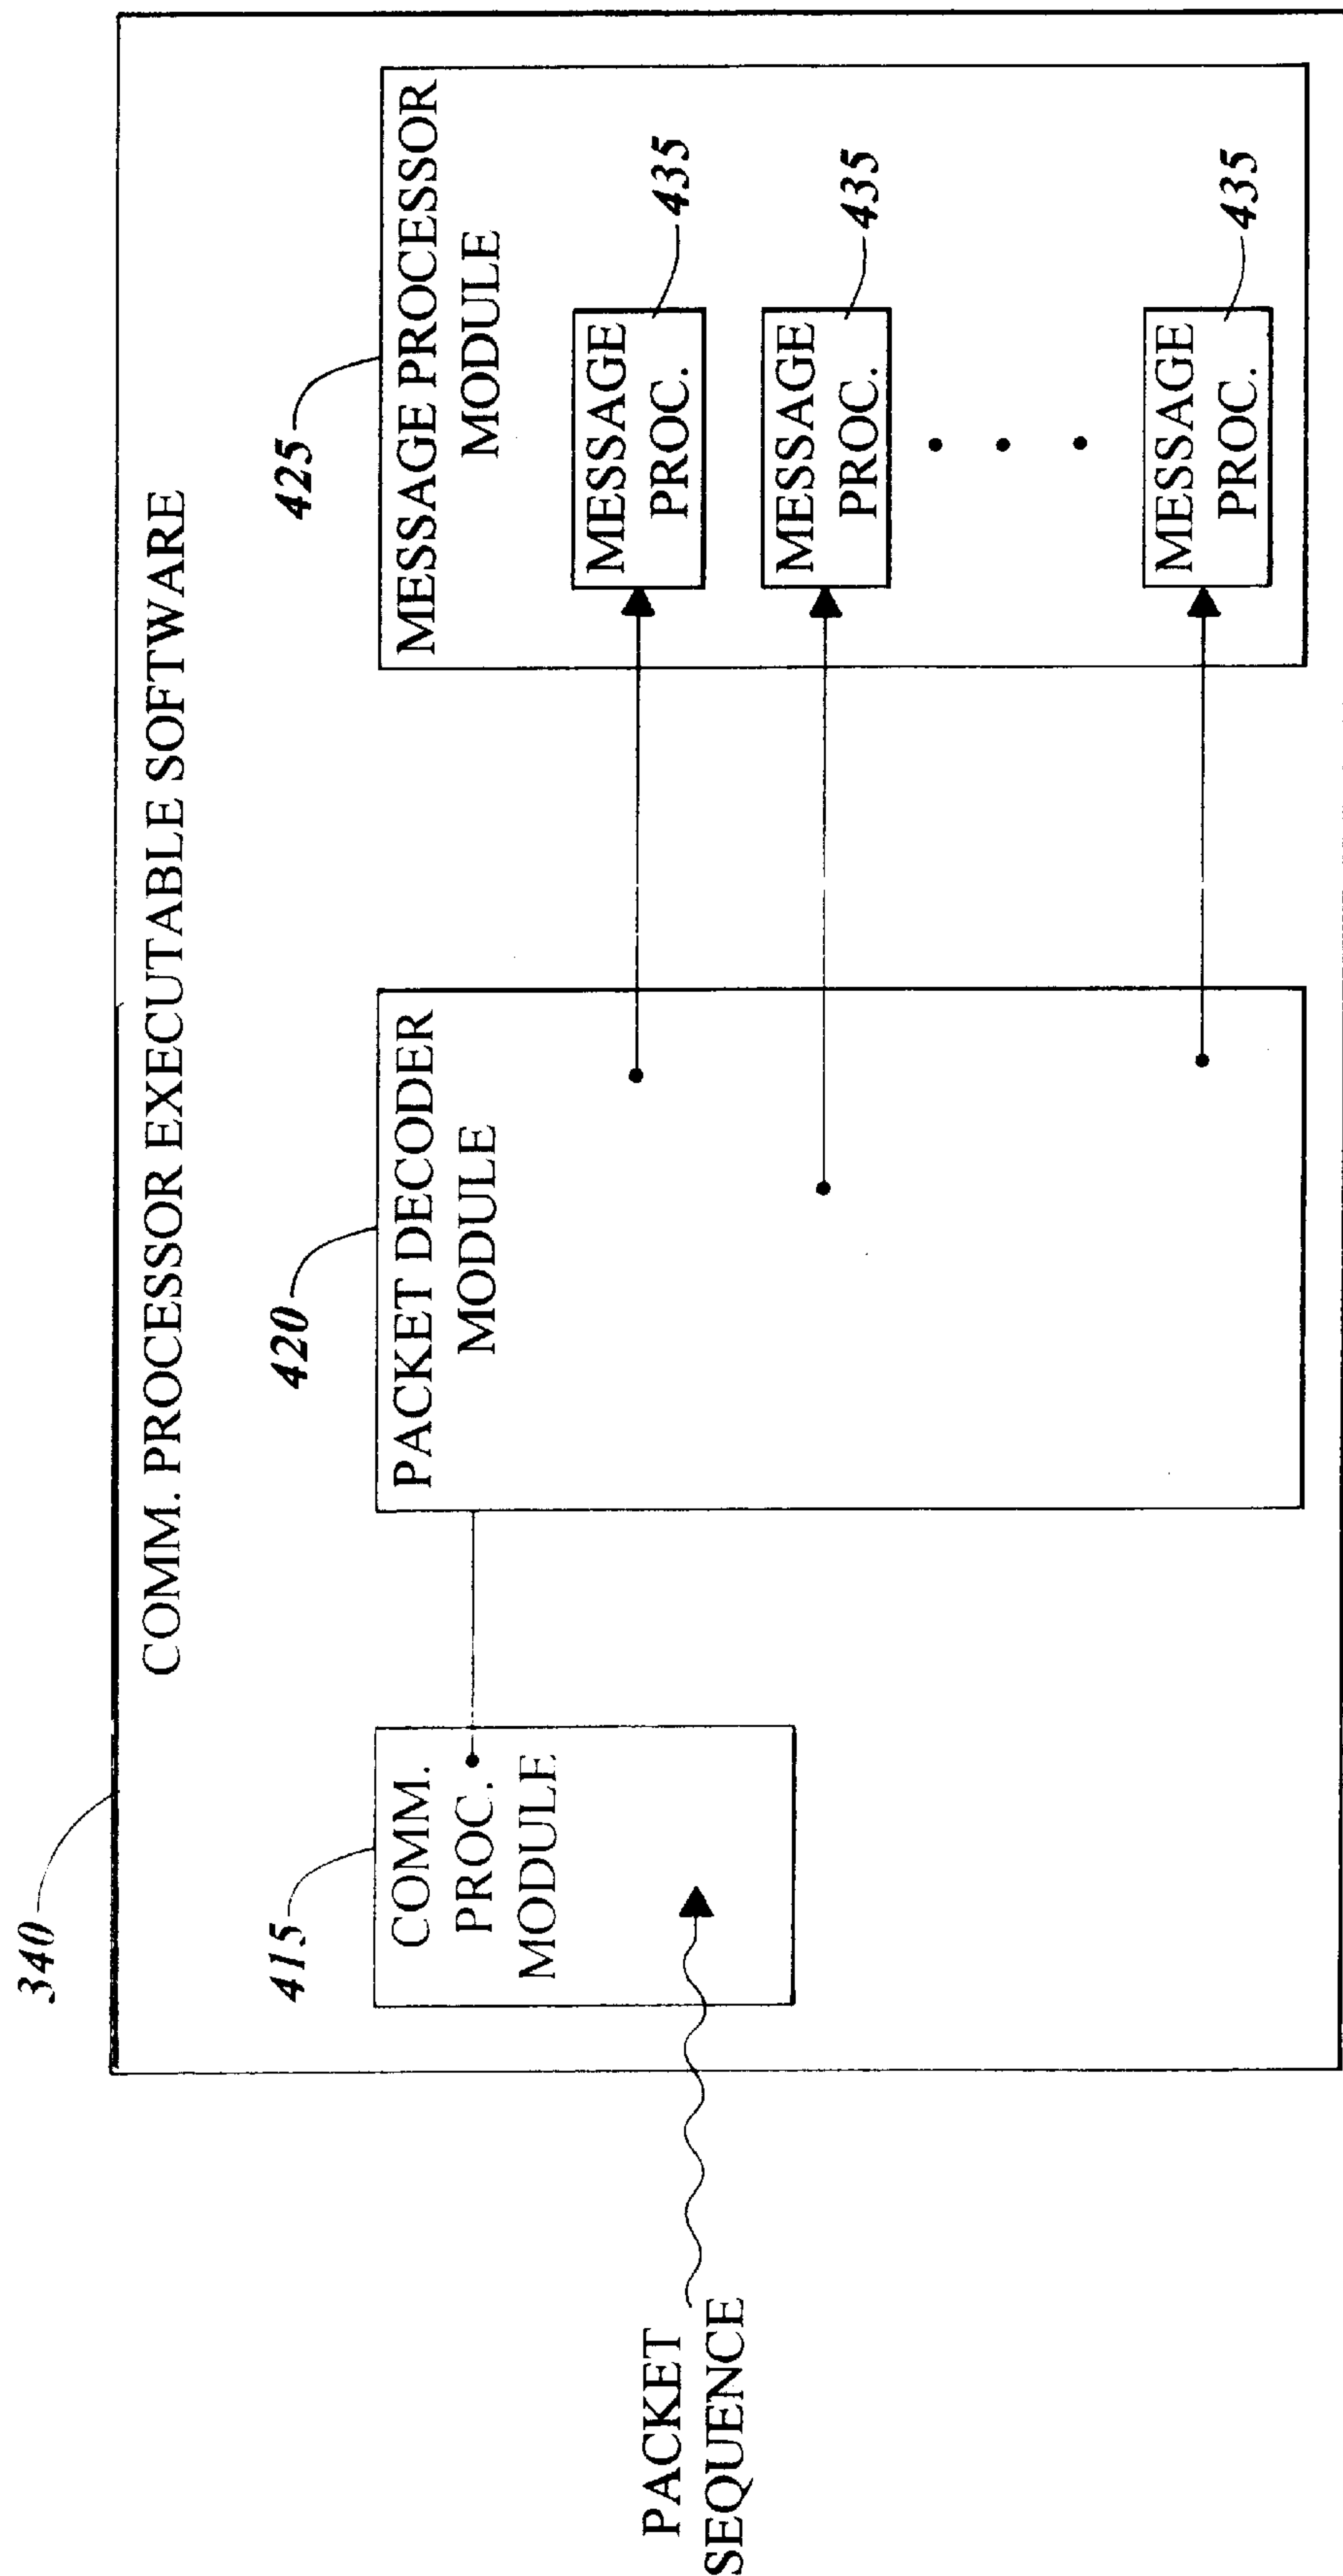 340
COMM. PROCESSOR EXECUTABLE SOFTWARE
415
COMM.
PROC.
MODULE
PACKET
SEQUENCE
420
PACKET DECODER
MODULE
425
MESSAGE PROCESSOR
MODULE
MESSAGE
PROC.
435
MESSAGE
PROC.
435
MESSAGE
PROC.
435